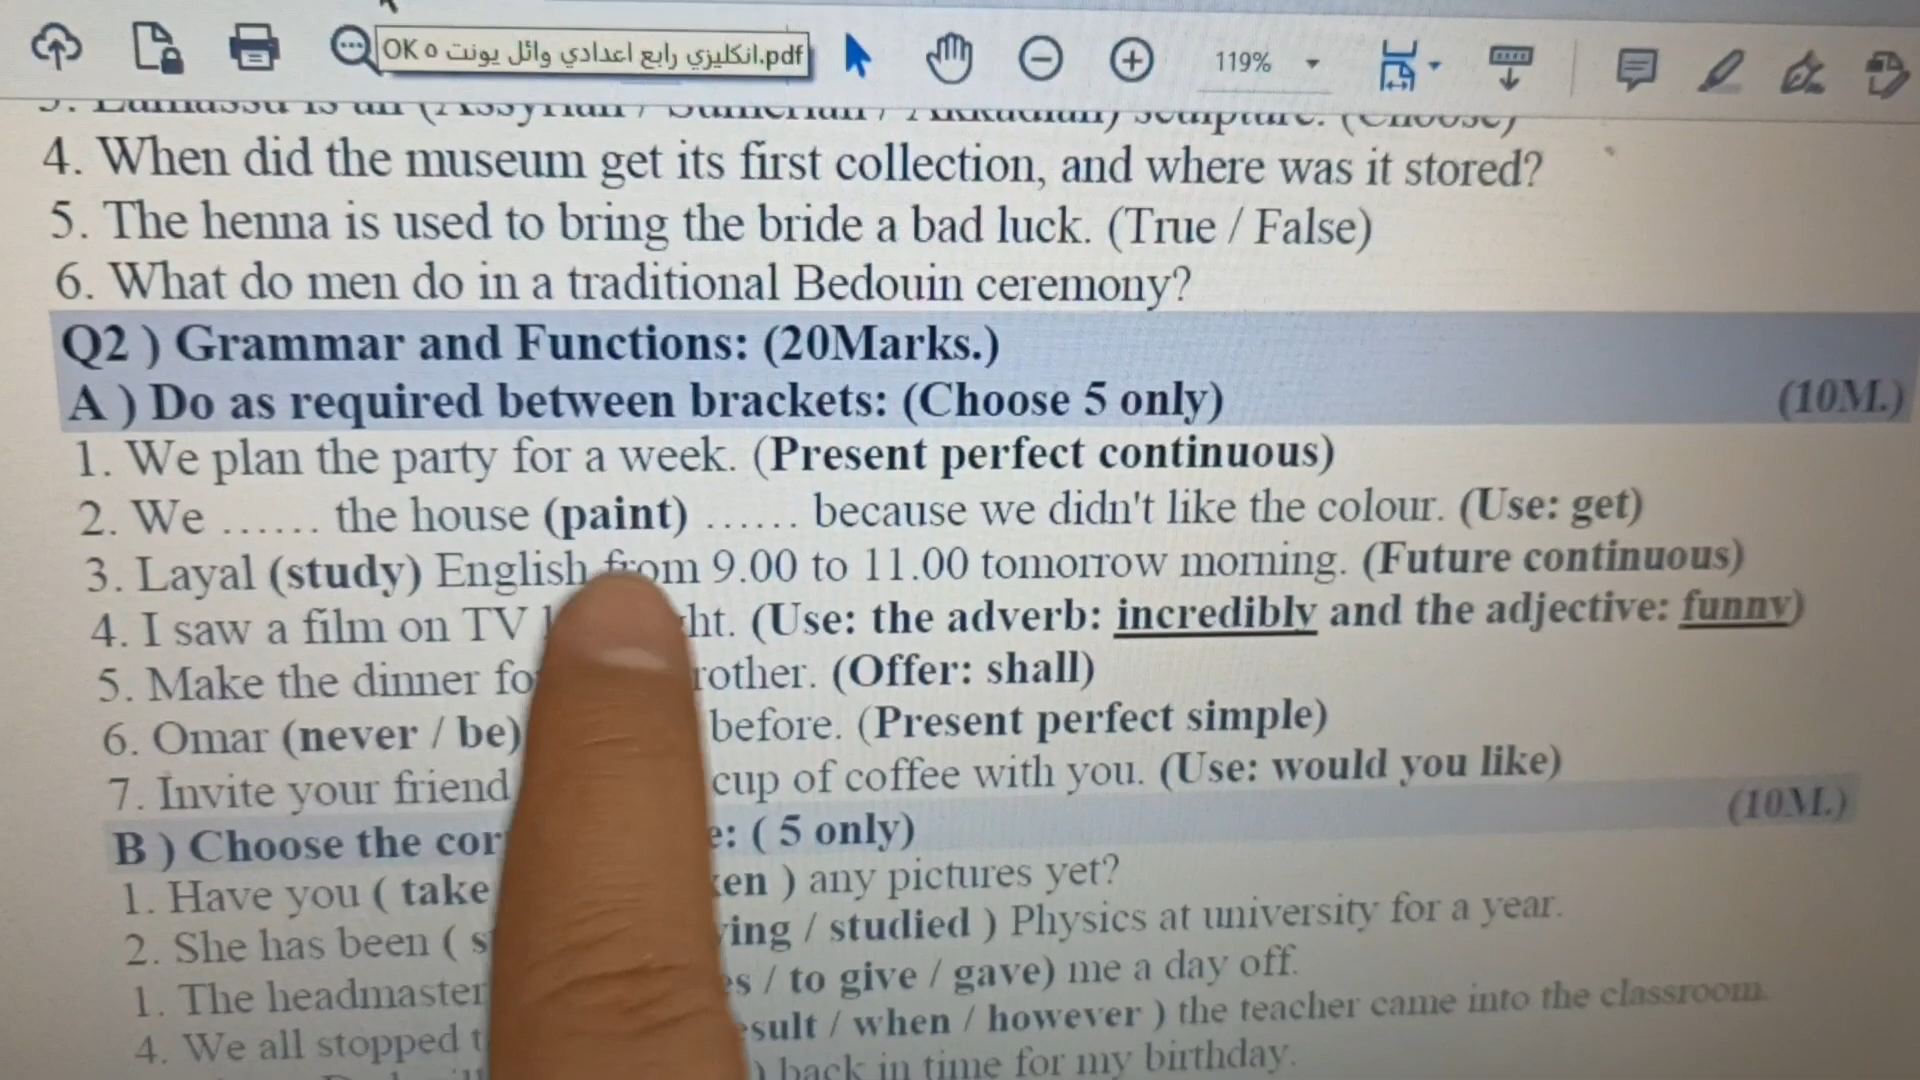 انكليزي رابع اعدادي وائل يونت ٥ OK.pdf
119%
4. When did the museum get its first collection, and where was it stored?
5. The henna is used to bring the bride a bad luck. (True / False)
6. What do men do in a traditional Bedouin ceremony?
Q2 ) Grammar and Functions: (20Marks.)
A ) Do as required between brackets: (Choose 5 only) (10M.)
1. We plan the party for a week. (Present perfect continuous)
2. We ...... the house (paint) ...... because we didn't like the colour. (Use: get)
3. Layal (study) English from 9.00 to 11.00 tomorrow morning. (Future continuous)
4. I saw a film on TV (Use: the adverb: incredibly and the adjective: funny)
5. Make the dinner (Offer: shall)
6. Omar (never / be) before. (Present perfect simple)
7. Invite your friend cup of coffee with you. (Use: would you like)
B ) Choose the ( 5 only) (10M.)
1. Have you ( take ) any pictures yet?
2. She has been ( / studied ) Physics at university for a year.
1. The headmaster / to give / gave) me a day off.
4. We all stopped / when / however ) the teacher came into the classroom.
) back in time for my birthday.